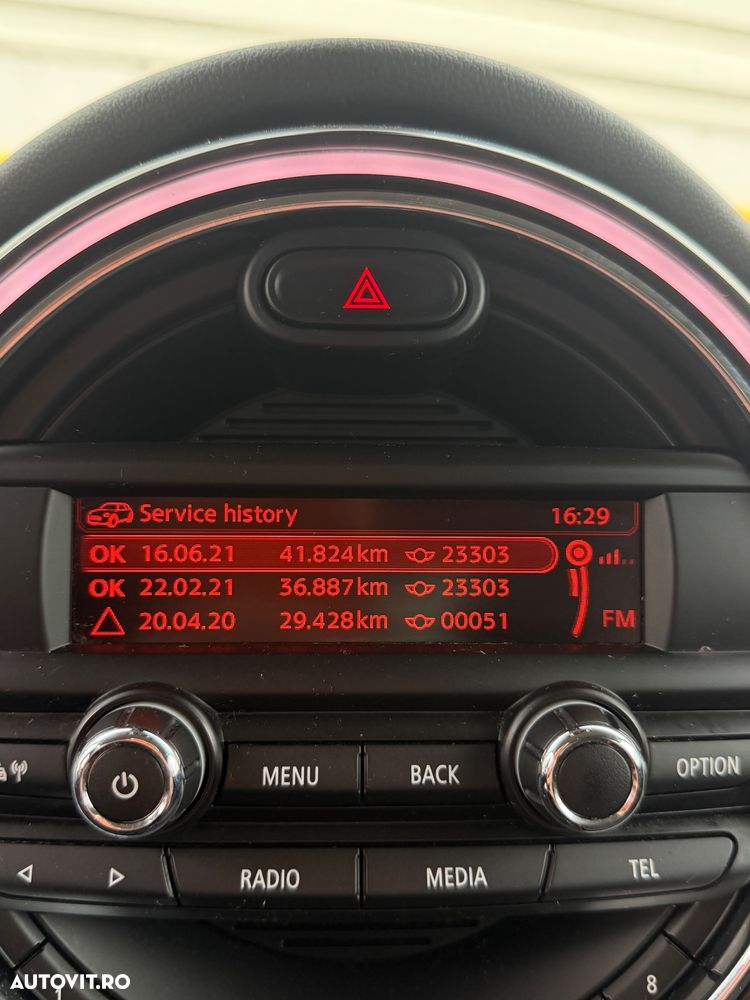 Service history 16:29
OK 16.06.21 41.824km 23303
OK 22.02.21 36.887km 23303
20.04.20 29.428km 00051
FM
MENU BACK OPTION
RADIO MEDIA TEL
1 8
AUTOVIT.RO